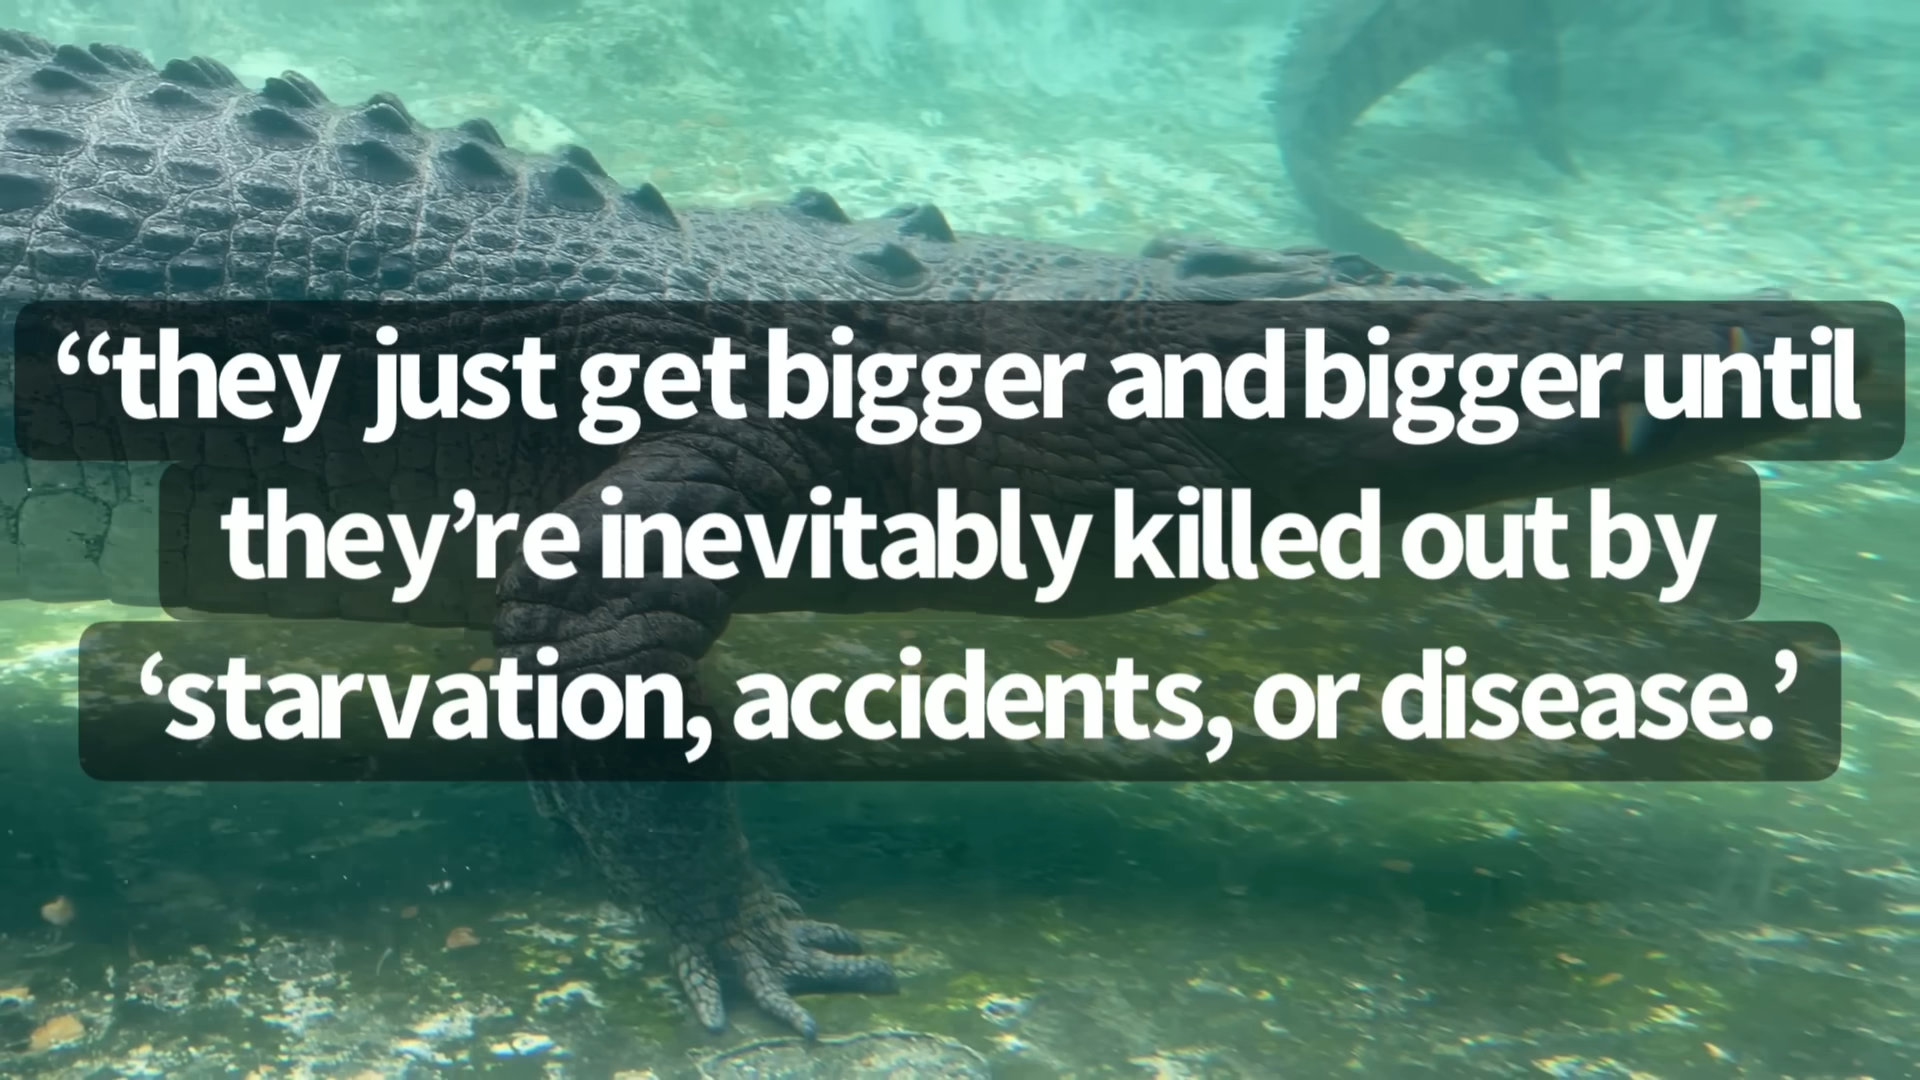 “they just get bigger and bigger until
they’re inevitably killed out by
‘starvation, accidents, or disease.’